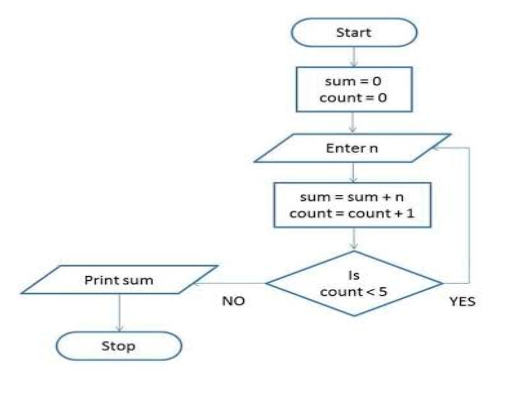 Start
sum = 0
count = 0
Enter n
sum = sum + n
count = count + 1
Is
count < 5
YES
NO
Print sum
Stop